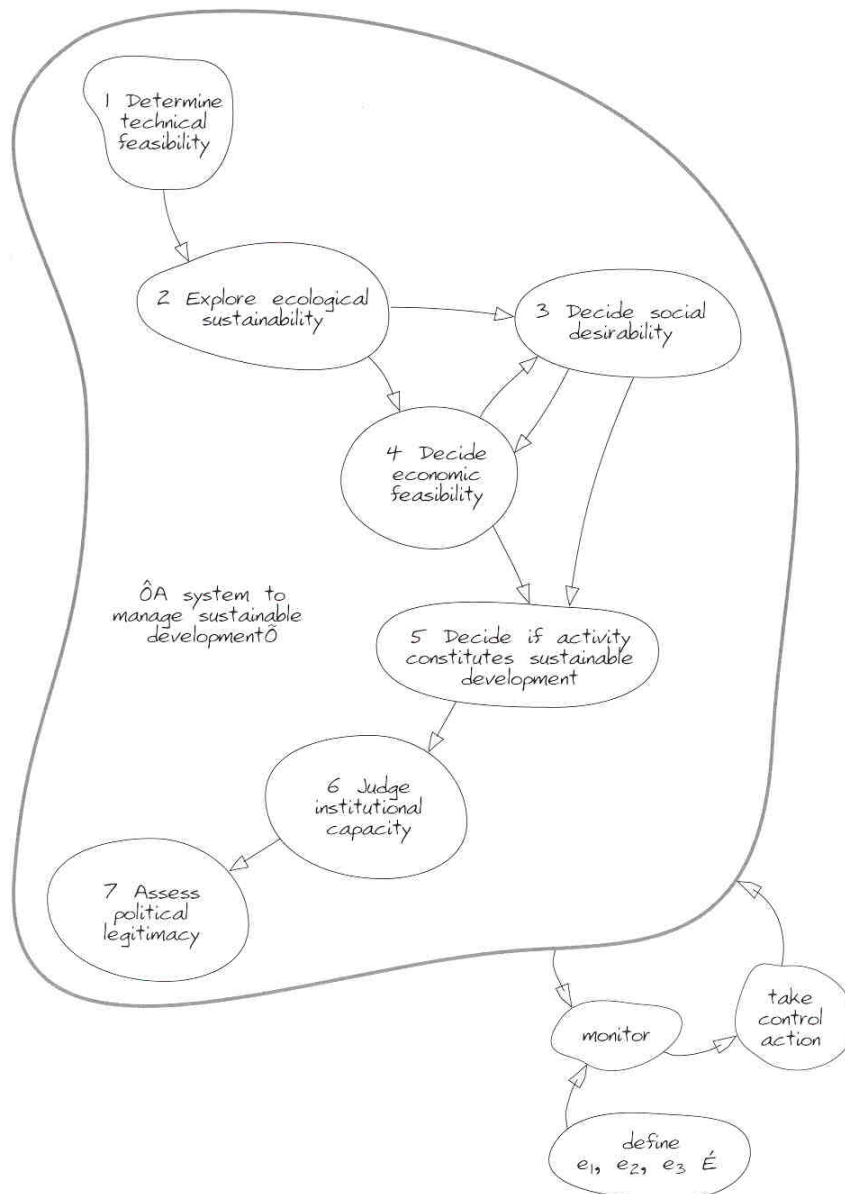 1 Determine
technical
feasibility
2 Explore ecological
sustainability
3 Decide social
desirability
4 Decide
economic
feasibility
ÔA system to
manage sustainable
developmentÕ
5 Decide if activity
constitutes sustainable
development
6 Judge
institutional
capacity
7 Assess
political
legitimacy
take
control
action
monitor
define
e₁, e₂, e₃ É